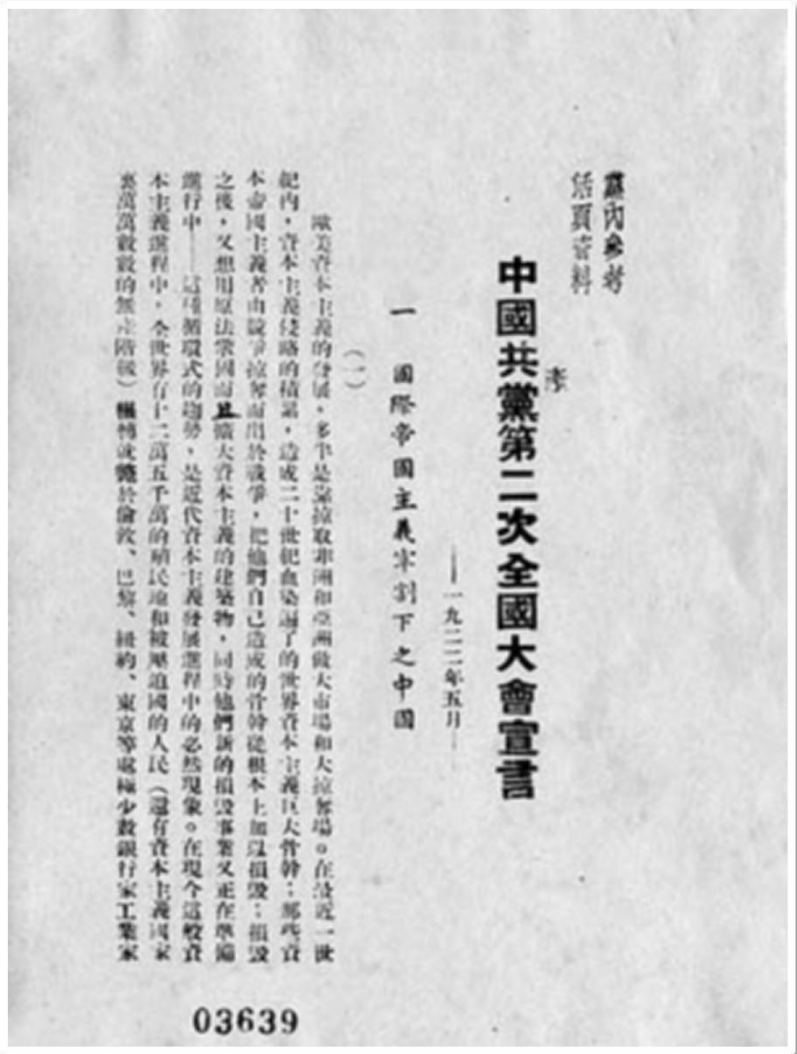 黨內參考
活頁資料
中國共黨第二次全國大會宣言
——一九二二年五月——
一 國際帝國主義宰割下之中國
（一）
歐美資本主義的發展，多半是靠掠取非洲和亞洲做大市場和大掠奪場。在最近一世
紀內，資本主義侵略的積累，造成二十世紀血染遍了的世界資本主義巨大骨幹：那些資
本帝國主義者由競爭掠奪而出於戰爭，把他們自己造成的骨幹從根本上加以損毀：損毀
之後，又想用原法鞏固而且擴大資本主義的建築物，同時他們新的損毀事業又正在準備
進行中——這種循環式的趨勢，是近代資本主義發展進程中的必然現象。在現今這般資
本主義進程中，全世界有十二萬五千萬的殖民地和被壓迫國的人民（還有資本主義國家
裏萬萬數數的無產階級）輾轉就斃於倫敦、巴黎、紐約、東京等處極少數銀行家工業家
03639